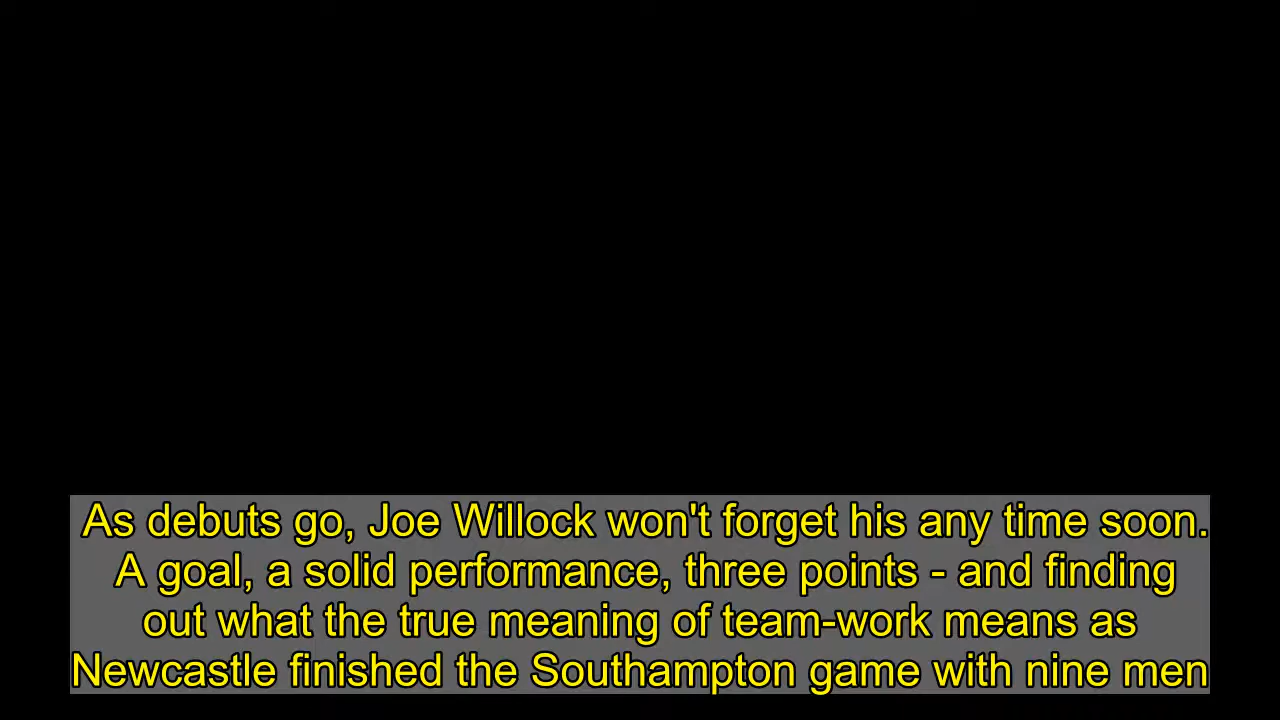 As debuts go, Joe Willock won't forget his any time soon.
A goal, a solid performance, three points - and finding
out what the true meaning of team-work means as
Newcastle finished the Southampton game with nine men